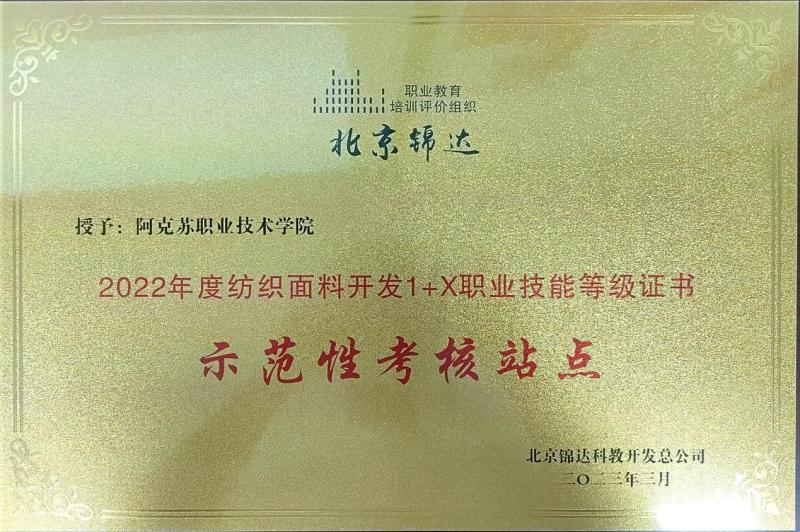 职业教育
培训评价组织
北京锦达
授予：阿克苏职业技术学院
2022年度纺织面料开发1+X职业技能等级证书
示范性考核站点
北京锦达科教开发总公司
二〇二三年三月